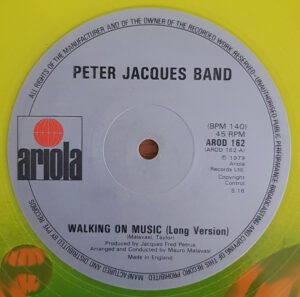 ALL RIGHTS OF THE MANUFACTURER AND OF THE OWNER OF THE RECORDED WORK RESERVED-UNAUTHORISED PUBLIC PERFORMANCE BROADCASTING AND COPYING OF THIS RECORD PROHIBITED MANUFACTURED AND DISTRIBUTED BY PYE RECORDS
PETER JACQUES BAND
ariola
(BPM 140)
45 RPM
AROD 162
(AROD 162 A)
℗ 1979
Ariola
Records Ltd.
Copyright
Control
8.16
WALKING ON MUSIC (Long Version)
(Malavasi, Taylor)
Produced by Jacques Fred Petrus
Arranged and Conducted by Mauro Malavasi
Made in England